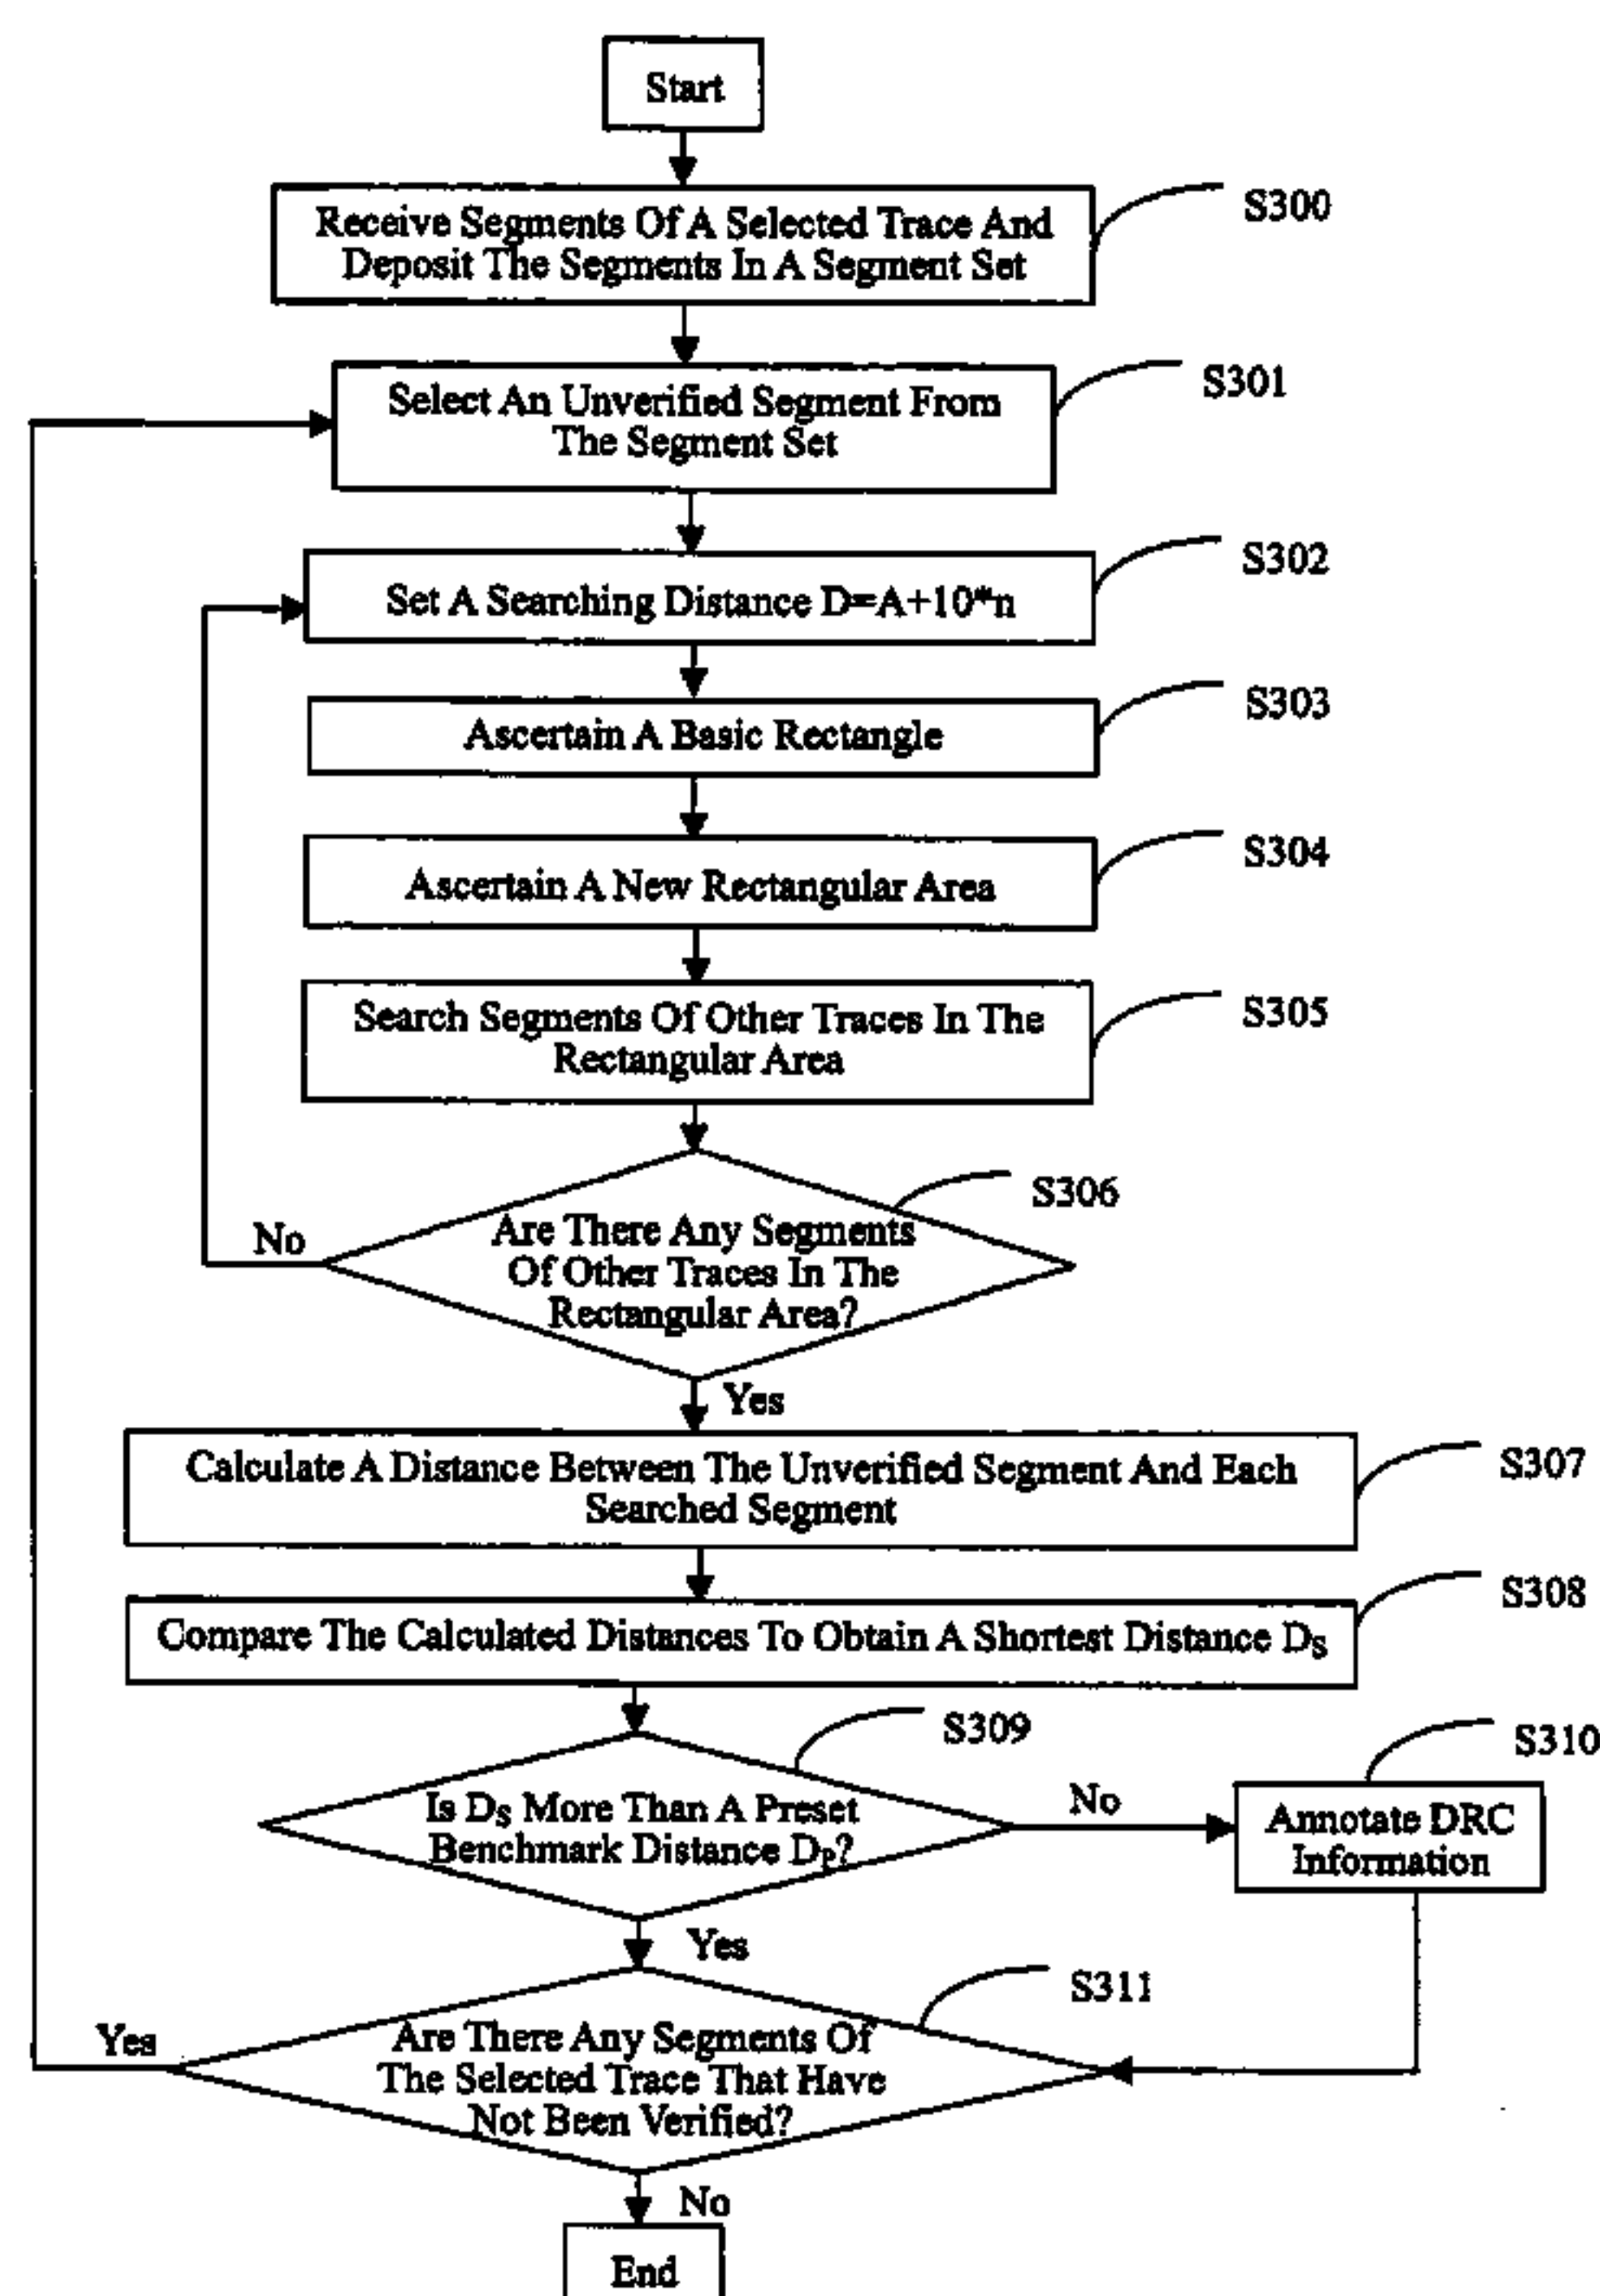 Start
Receive Segments Of A Selected Trace And
Deposit The Segments In A Segment Set
S300
Select An Unverified Segment From
The Segment Set
S301
Set A Searching Distance D=A+10*n
S302
Ascertain A Basic Rectangle
S303
Ascertain A New Rectangular Area
S304
Search Segments Of Other Traces In The
Rectangular Area
S305
S306
Are There Any Segments
Of Other Traces In The
Rectangular Area?
No
Yes
Calculate A Distance Between The Unverified Segment And Each
Searched Segment
S307
Compare The Calculated Distances To Obtain A Shortest Distance DS
S308
S309
Is DS More Than A Preset
Benchmark Distance DP?
No
S310
Annotate DRC
Information
Yes
S311
Are There Any Segments Of
The Selected Trace That Have
Not Been Verified?
Yes
No
End